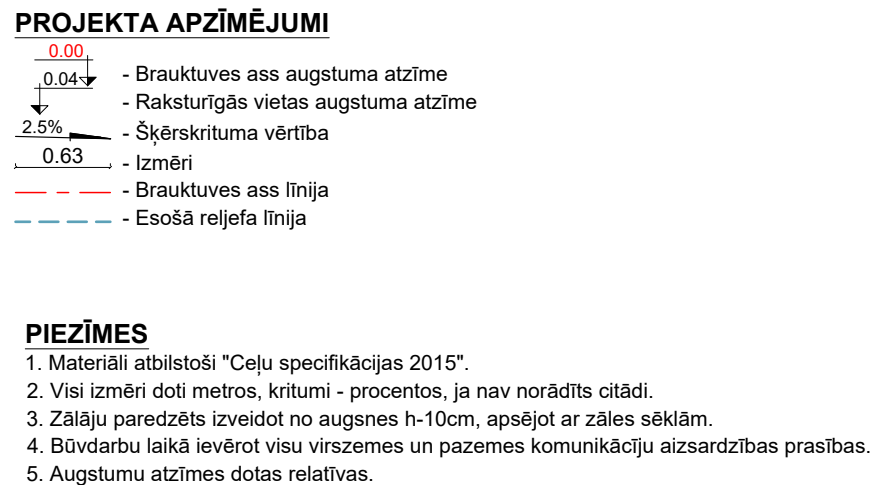 PROJEKTA APZĪMĒJUMI
0.00
0.04 - Brauktuves ass augstuma atzīme
- Raksturīgās vietas augstuma atzīme
2.5% - Šķērskrituma vērtība
0.63 - Izmēri
- Brauktuves ass līnija
- Esošā reljefa līnija
PIEZĪMES
1. Materiāli atbilstoši "Ceļu specifikācijas 2015".
2. Visi izmēri doti metros, kritumi - procentos, ja nav norādīts citādi.
3. Zālāju paredzēts izveidot no augsnes h-10cm, apsējot ar zāles sēklām.
4. Būvdarbu laikā ievērot visu virszemes un pazemes komunikācīju aizsardzības prasības.
5. Augstumu atzīmes dotas relatīvas.